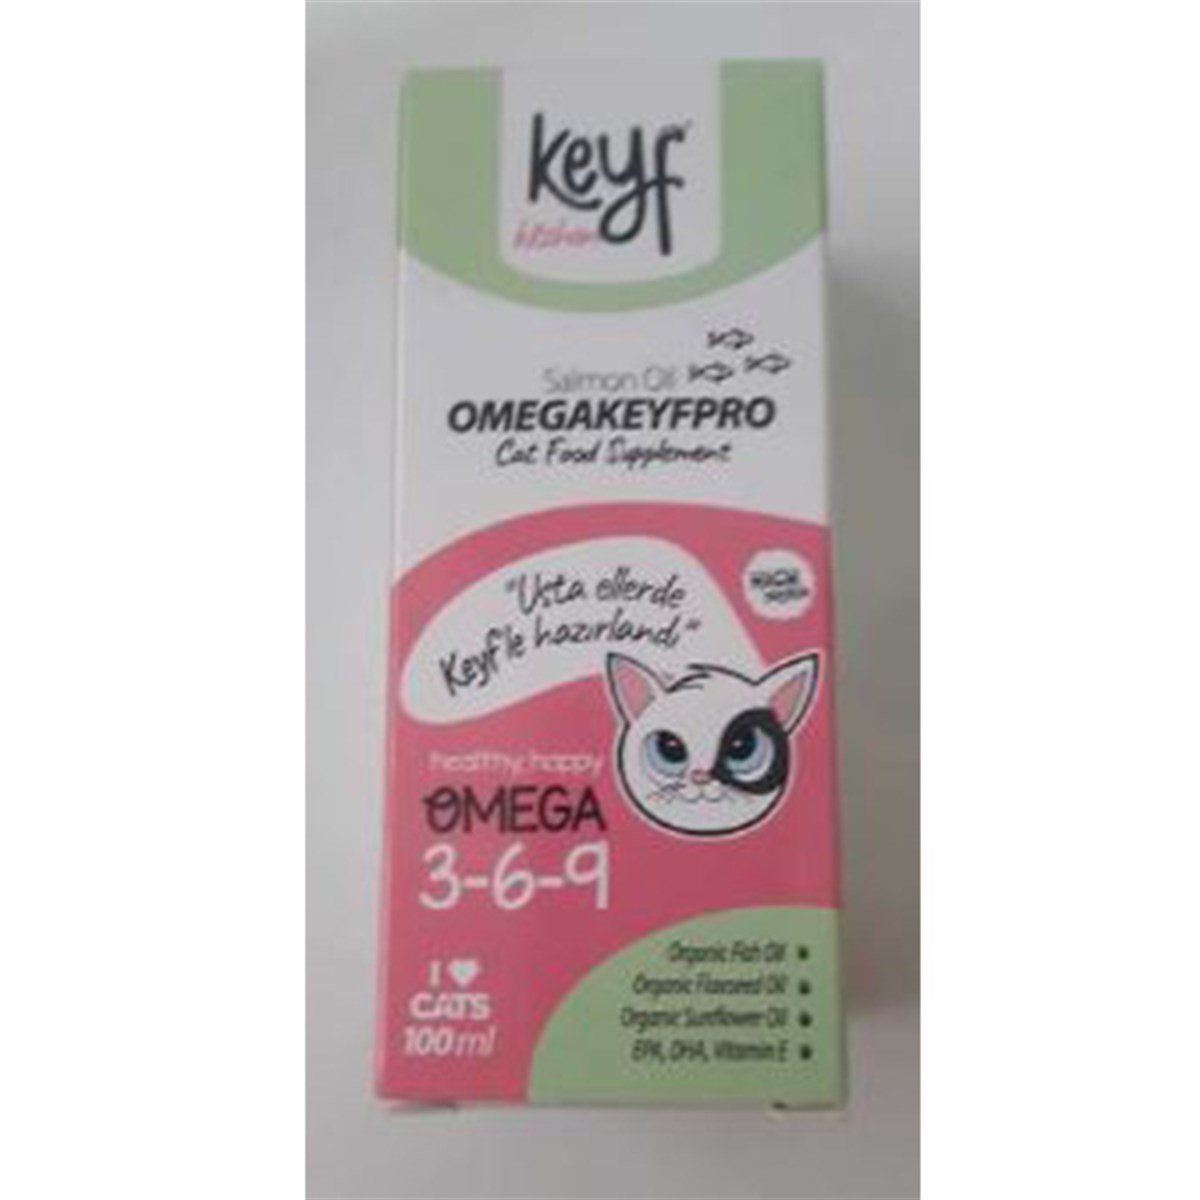 Keyf
kitchen
Salmon Oil
OMEGAKEYFPRO
Cat Food Supplement
"Usta ellerde
Keyf'le hazırlandı"
healthy, happy
OMEGA
3-6-9
I ♥
CATS
100 ml
Organic Fish Oil
Organic Flaxseed Oil
Organic Sunflower Oil
EPA, DHA, Vitamin E